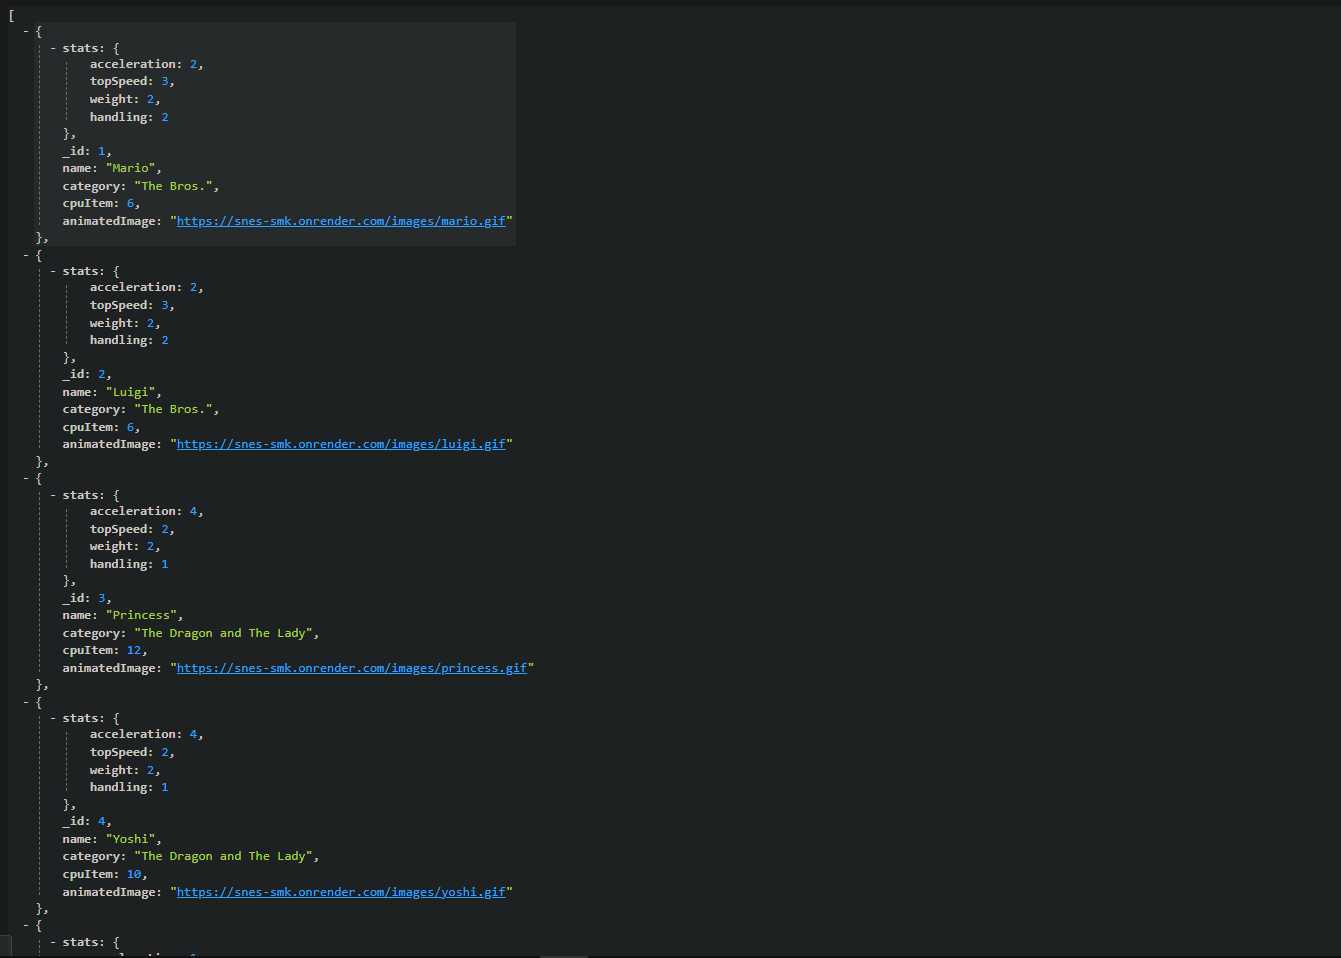 [
- {
- stats: {
acceleration: 2,
topSpeed: 3,
weight: 2,
handling: 2
},
_id: 1,
name: "Mario",
category: "The Bros.",
cpuItem: 6,
animatedImage: "https://snes-smk.onrender.com/images/mario.gif"
},
- {
- stats: {
acceleration: 2,
topSpeed: 3,
weight: 2,
handling: 2
},
_id: 2,
name: "Luigi",
category: "The Bros.",
cpuItem: 6,
animatedImage: "https://snes-smk.onrender.com/images/luigi.gif"
},
- {
- stats: {
acceleration: 4,
topSpeed: 2,
weight: 2,
handling: 1
},
_id: 3,
name: "Princess",
category: "The Dragon and The Lady",
cpuItem: 12,
animatedImage: "https://snes-smk.onrender.com/images/princess.gif"
},
- {
- stats: {
acceleration: 4,
topSpeed: 2,
weight: 2,
handling: 1
},
_id: 4,
name: "Yoshi",
category: "The Dragon and The Lady",
cpuItem: 10,
animatedImage: "https://snes-smk.onrender.com/images/yoshi.gif"
},
- {
- stats: {